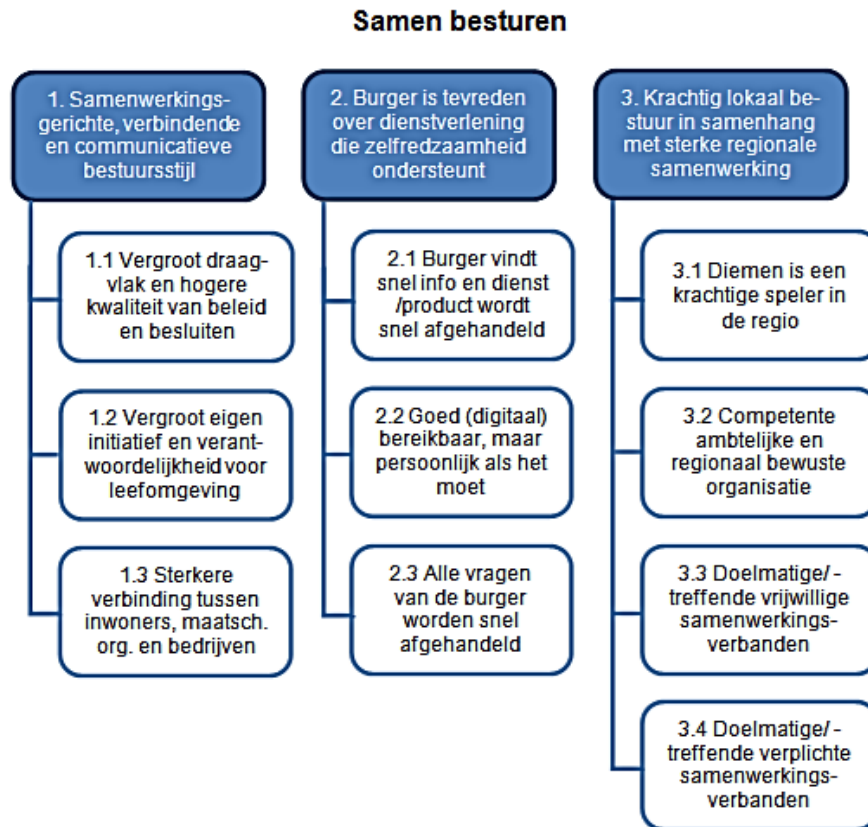 Samen besturen
1. Samenwerkings-
gerichte, verbindende
en communicatieve
bestuursstijl
1.1 Vergroot draag-
vlak en hogere
kwaliteit van beleid
en besluiten
1.2 Vergroot eigen
initiatief en verant-
woordelijkheid voor
leefomgeving
1.3 Sterkere
verbinding tussen
inwoners, maatsch.
org. en bedrijven
2. Burger is tevreden
over dienstverlening
die zelfredzaamheid
ondersteunt
2.1 Burger vindt
snel info en dienst
/product wordt
snel afgehandeld
2.2 Goed (digitaal)
bereikbaar, maar
persoonlijk als het
moet
2.3 Alle vragen
van de burger
worden snel
afgehandeld
3. Krachtig lokaal be-
stuur in samenhang
met sterke regionale
samenwerking
3.1 Diemen is een
krachtige speler in
de regio
3.2 Competente
ambtelijke en
regionaal bewuste
organisatie
3.3 Doelmatige/ -
treffende vrijwillige
samenwerkings-
verbanden
3.4 Doelmatige/ -
treffende verplichte
samenwerkings-
verbanden